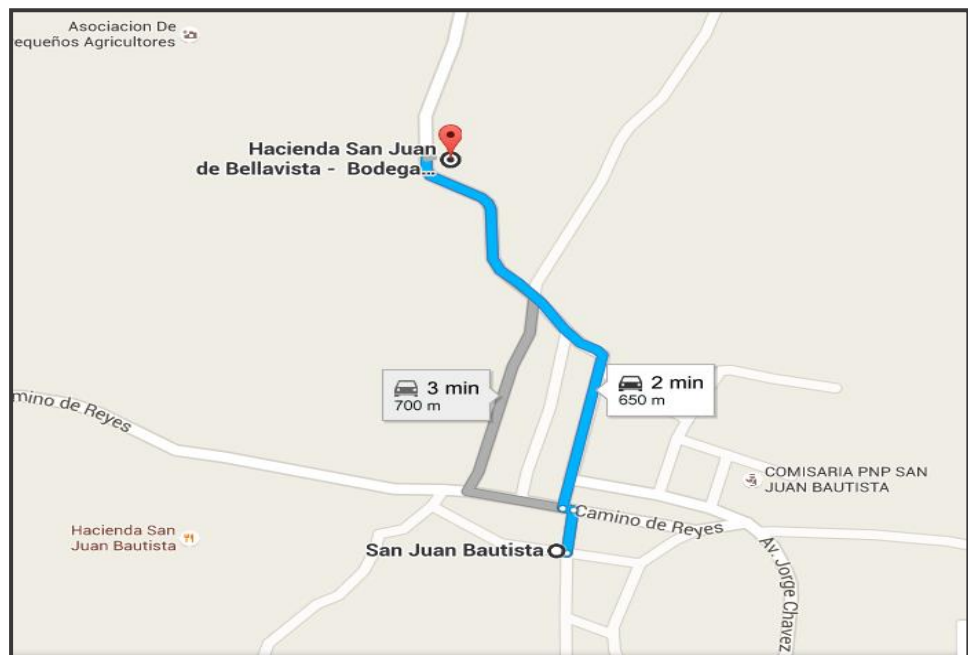 Asociacion De
equeños Agricultores
Hacienda San Juan
de Bellavista - Bodega...
3 min
700 m
2 min
650 m
mino de Reyes
COMISARIA PNP SAN
JUAN BAUTISTA
Camino de Reyes
Hacienda San
Juan Bautista
San Juan Bautista
Av. Jorge Chavez